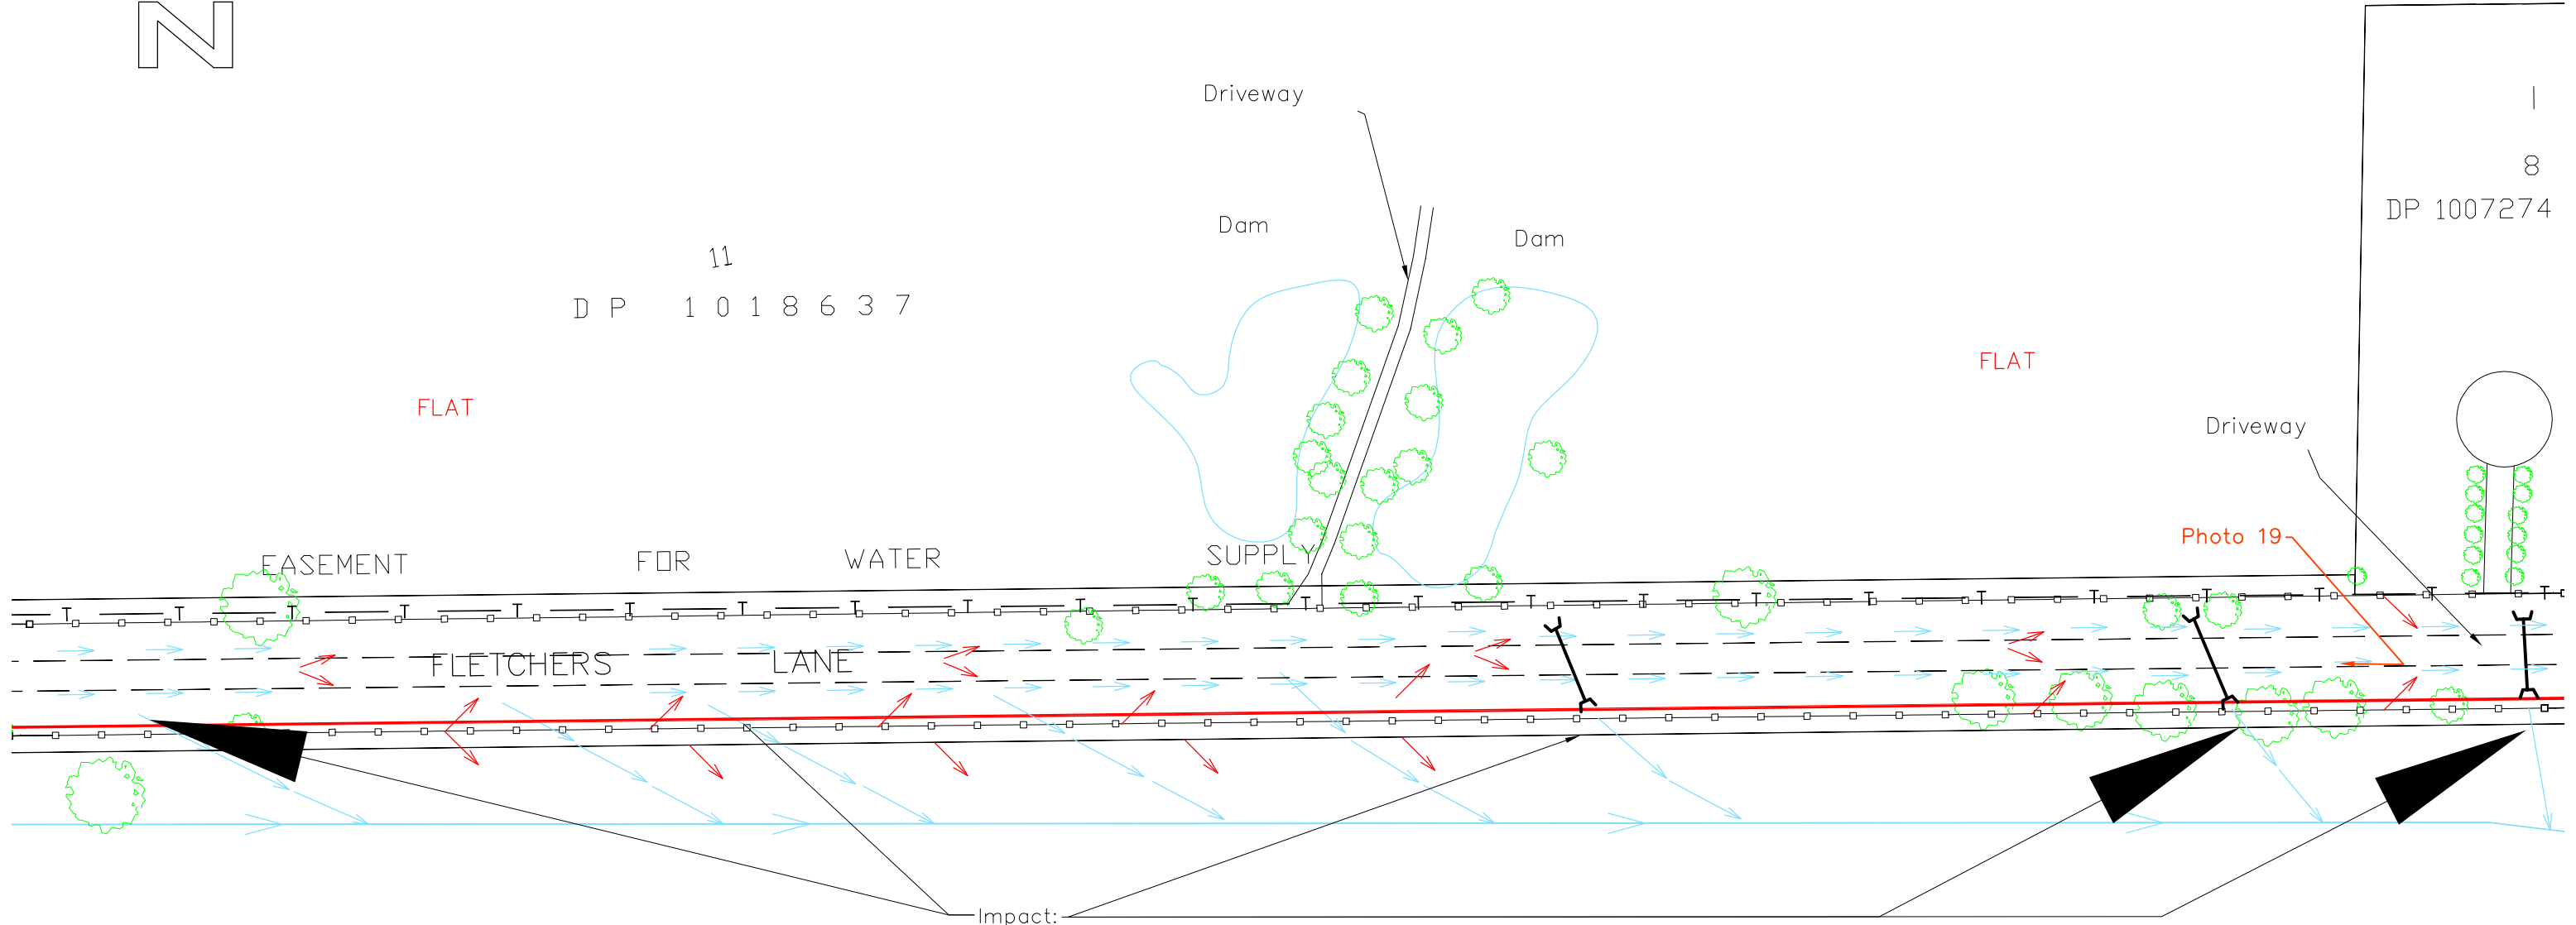 N
Driveway
1
8
DP 1007274
Dam
Dam
11
DP 1018637
FLAT
FLAT
Driveway
Photo 19
EASEMENT FOR WATER SUPPLY
T T T T T T T T T T T T T T T T T T T T T T T
FLETCHERS LANE
Impact: